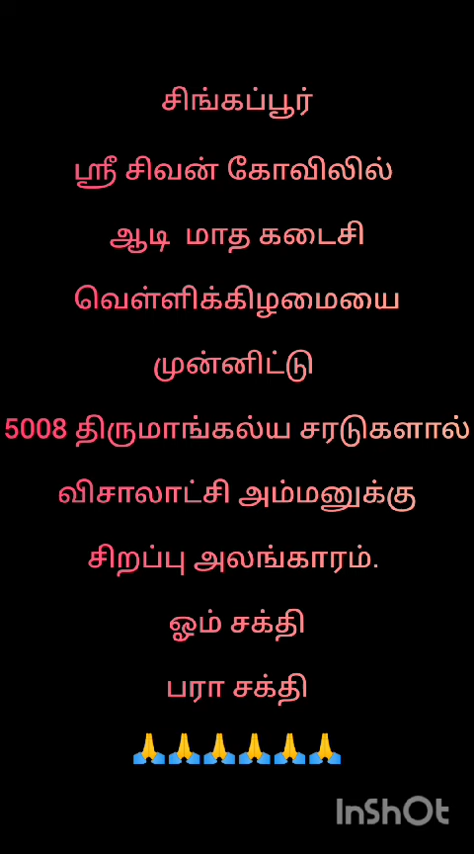 சிங்கப்பூர்
ஸ்ரீ சிவன் கோவிலில்
ஆடி மாத கடைசி
வெள்ளிக்கிழமையை
முன்னிட்டு
5008 திருமாங்கல்ய சரடுகளால்
விசாலாட்சி அம்மனுக்கு
சிறப்பு அலங்காரம்.
ஓம் சக்தி
பரா சக்தி
🙏🙏🙏🙏🙏🙏
InShOt